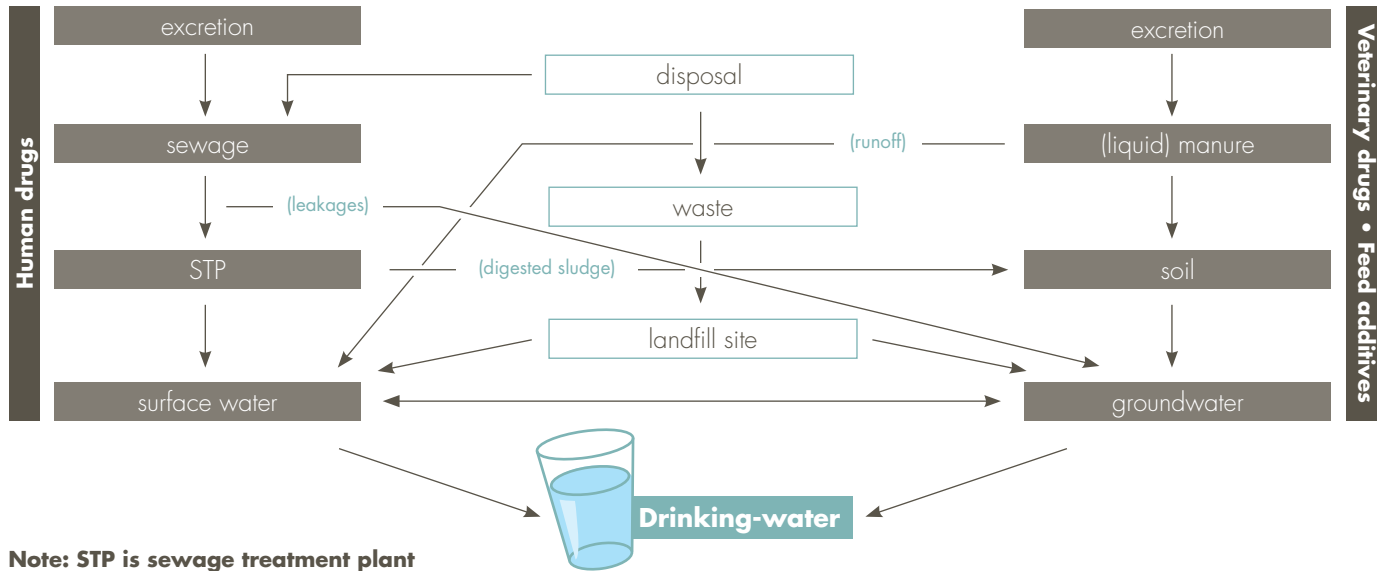 excretion
excretion
disposal
sewage
(runoff)
(liquid) manure
(leakages)
waste
STP
(digested sludge)
soil
landfill site
surface water
groundwater
Drinking-water
Human drugs
Veterinary drugs • Feed additives
Note: STP is sewage treatment plant